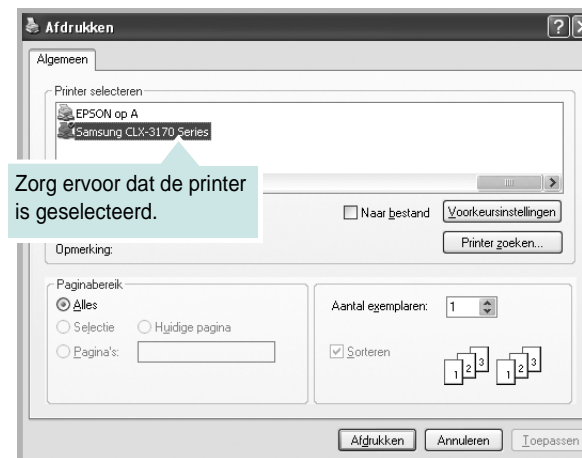 Afdrukken
Algemeen
Printer selecteren
EPSON op A
Samsung CLX-3170 Series
Zorg ervoor dat de printer
is geselecteerd.
Naar bestand
Voorkeursinstellingen
Opmerking:
Printer zoeken...
Paginabereik
Alles
Selectie Huidige pagina
Pagina's:
Aantal exemplaren: 1
Sorteren
1 2 3 1 2 3
Afdrukken Annuleren Toepassen